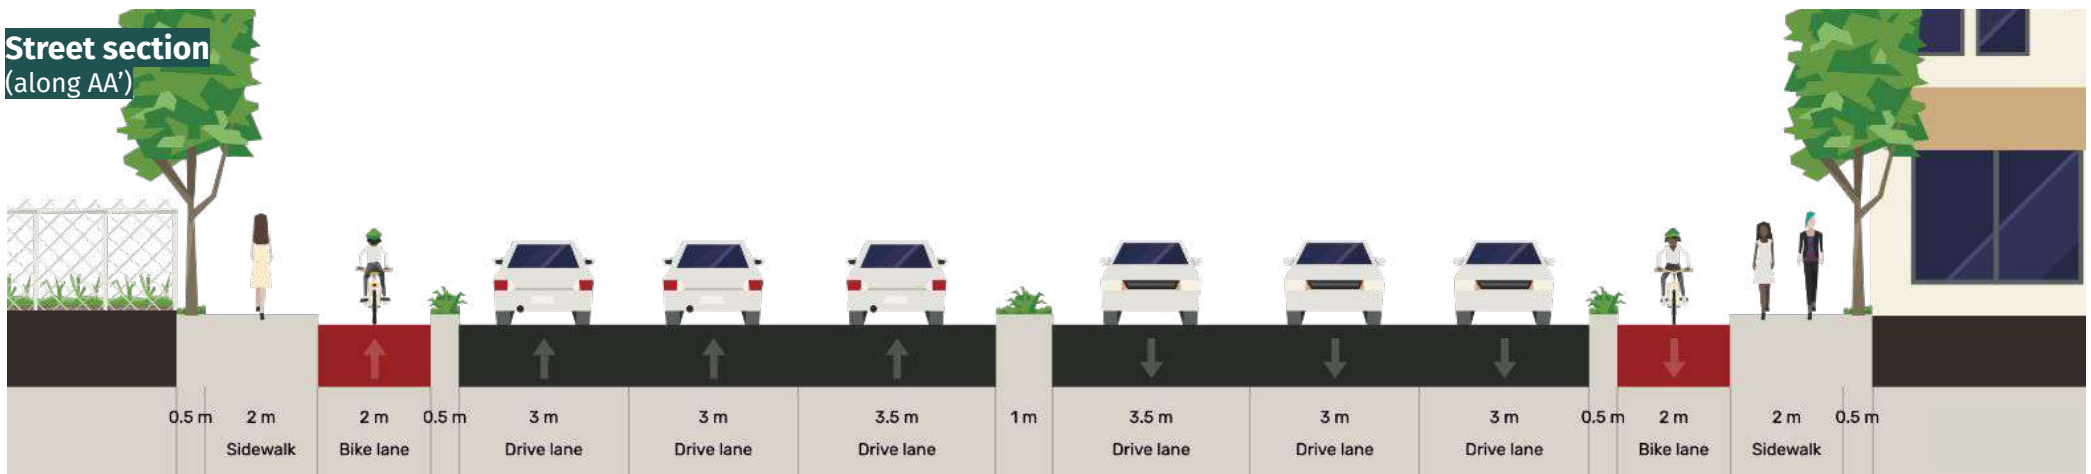 Street section
(along AA’)
0.5 m 2 m 2 m 0.5 m 3 m 3 m 3.5 m 1 m 3.5 m 3 m 3 m 0.5 m 2 m 2 m 0.5 m
Sidewalk Bike lane Drive lane Drive lane Drive lane Drive lane Drive lane Drive lane Bike lane Sidewalk